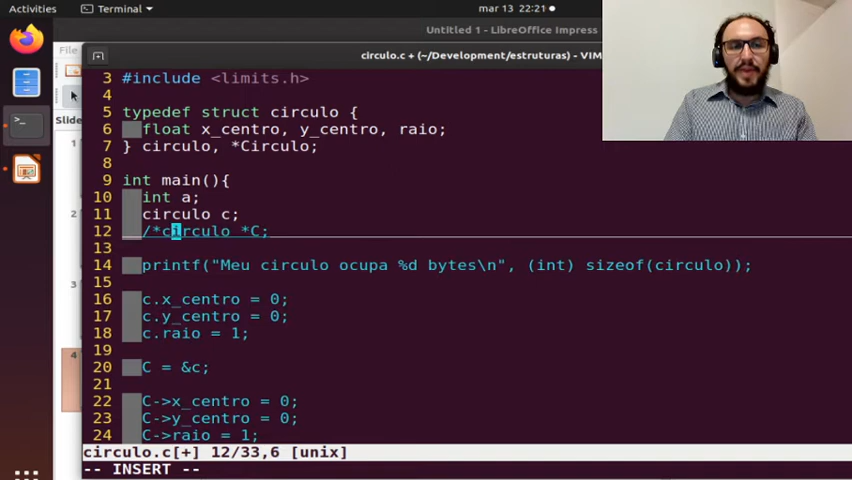 Activities Terminal mar 13 22:21
Untitled 1 - LibreOffice Impress
File
circulo.c + (~/Development/estruturas) - VIM
Slide
1
2
3
4
3 #include <limits.h>
4
5 typedef struct circulo {
6 float x_centro, y_centro, raio;
7 } circulo, *Circulo;
8
9 int main(){
10 int a;
11 circulo c;
12 /*circulo *C;
13
14 printf("Meu circulo ocupa %d bytes\n", (int) sizeof(circulo));
15
16 c.x_centro = 0;
17 c.y_centro = 0;
18 c.raio = 1;
19
20 C = &c;
21
22 C->x_centro = 0;
23 C->y_centro = 0;
24 C->raio = 1;
circulo.c[+] 12/33,6 [unix]
-- INSERT --